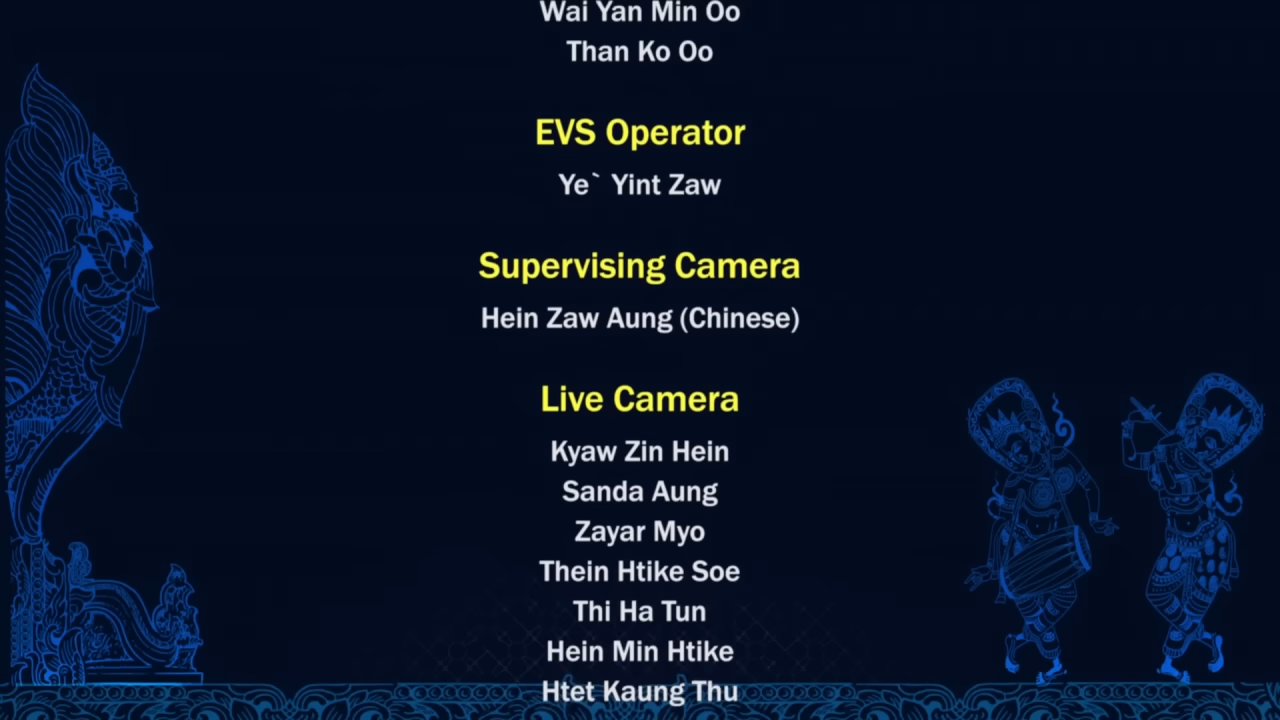 Wai Yan Min Oo
Than Ko Oo
EVS Operator
Ye` Yint Zaw
Supervising Camera
Hein Zaw Aung (Chinese)
Live Camera
Kyaw Zin Hein
Sanda Aung
Zayar Myo
Thein Htike Soe
Thi Ha Tun
Hein Min Htike
Htet Kaung Thu